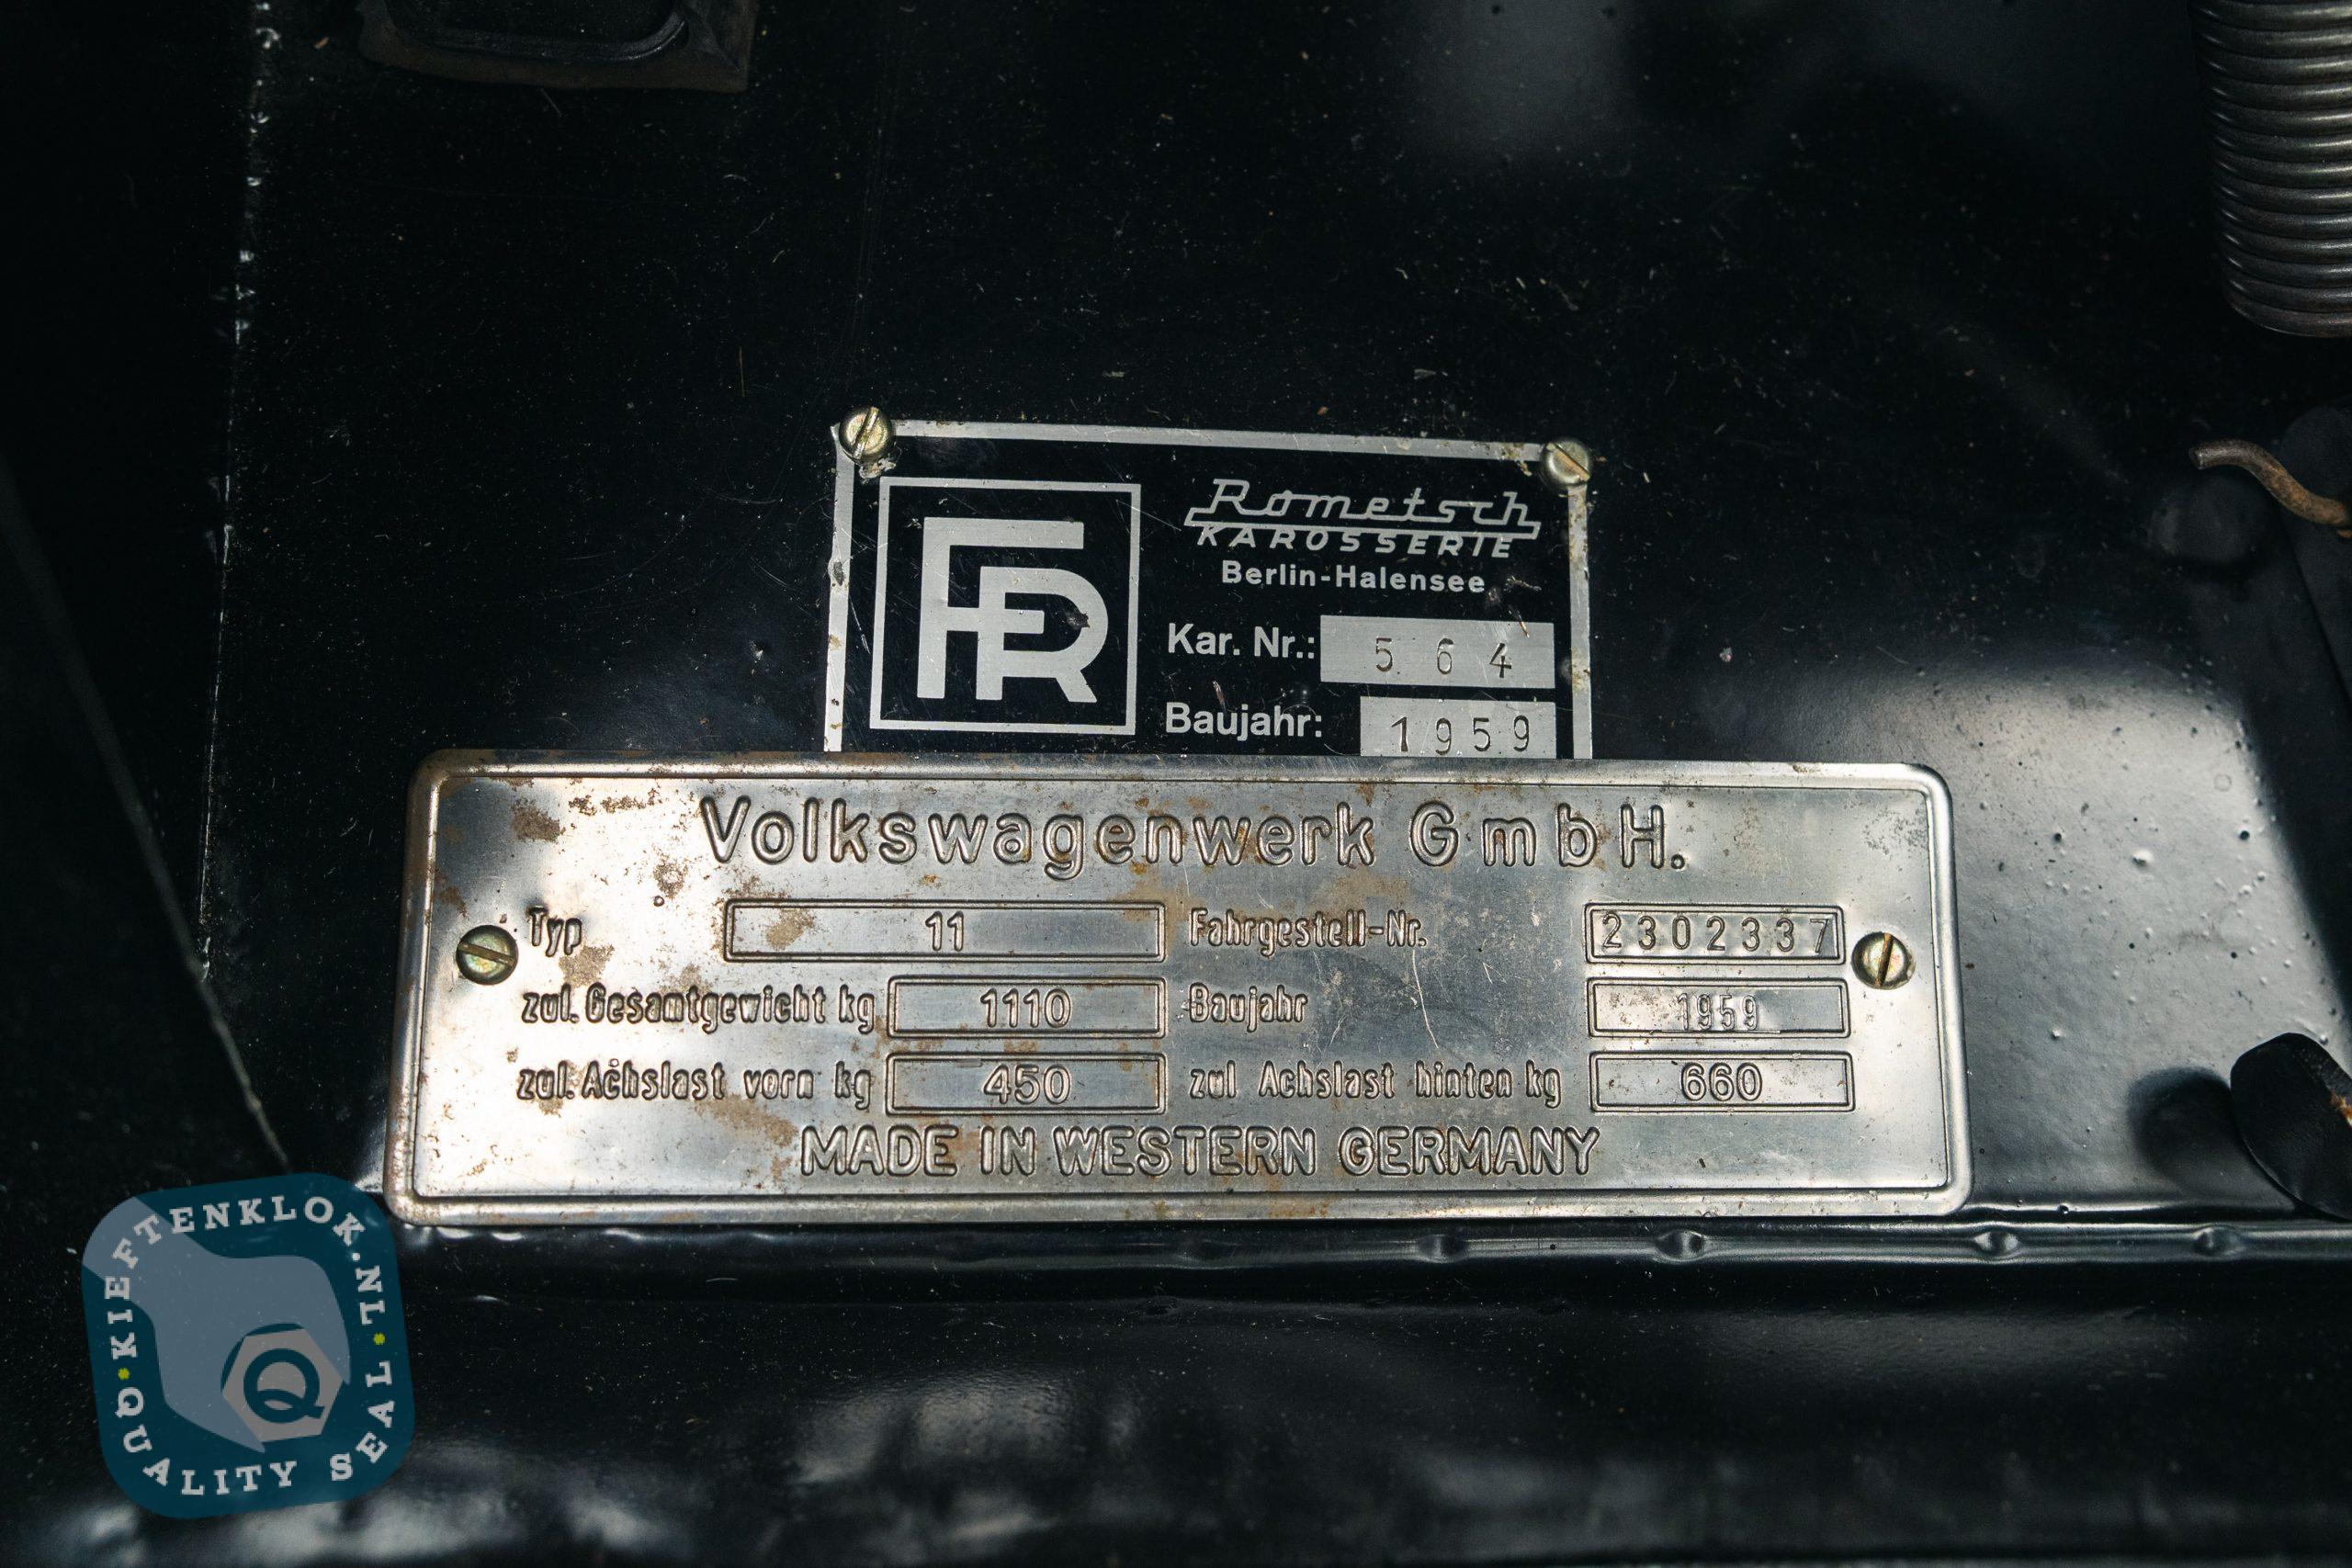 FR
Rometsch
KAROSSERIE
Berlin-Halensee
Kar. Nr.: 564
Baujahr: 1959
Volkswagenwerk GmbH.
Typ 11 Fahrgestell-Nr. 2302337
zul. Gesamtgewicht kg 1110 Baujahr 1959
zul. Achslast vorn kg 450 zul Achslast hinten kg 660
MADE IN WESTERN GERMANY
KIEFTENKLOK.NL
Q
QUALITY SEAL